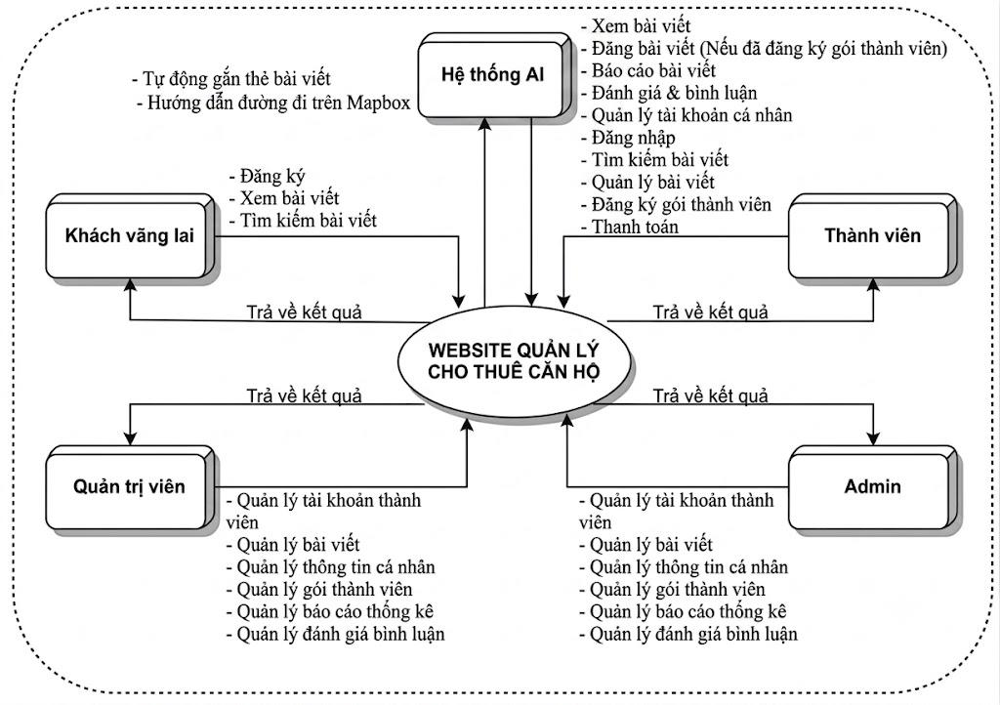 Hệ thống AI
- Tự động gắn thẻ bài viết
- Hướng dẫn đường đi trên Mapbox
- Xem bài viết
- Đăng bài viết (Nếu đã đăng ký gói thành viên)
- Báo cáo bài viết
- Đánh giá & bình luận
- Quản lý tài khoản cá nhân
- Đăng nhập
- Tìm kiếm bài viết
- Quản lý bài viết
- Đăng ký gói thành viên
- Thanh toán
Khách vãng lai
- Đăng ký
- Xem bài viết
- Tìm kiếm bài viết
Thành viên
Trả về kết quả
Trả về kết quả
WEBSITE QUẢN LÝ
CHO THUÊ CĂN HỘ
Trả về kết quả
Trả về kết quả
Quản trị viên
- Quản lý tài khoản thành
viên
- Quản lý bài viết
- Quản lý thông tin cá nhân
- Quản lý gói thành viên
- Quản lý báo cáo thống kê
- Quản lý đánh giá bình luận
Admin
- Quản lý tài khoản thành
viên
- Quản lý bài viết
- Quản lý thông tin cá nhân
- Quản lý gói thành viên
- Quản lý báo cáo thống kê
- Quản lý đánh giá bình luận